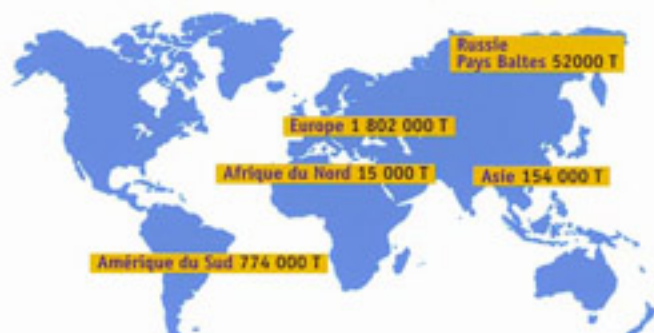 Russie
Pays Baltes 52000 T
Europe 1 802 000 T
Afrique du Nord 15 000 T
Asie 154 000 T
Amérique du Sud 774 000 T